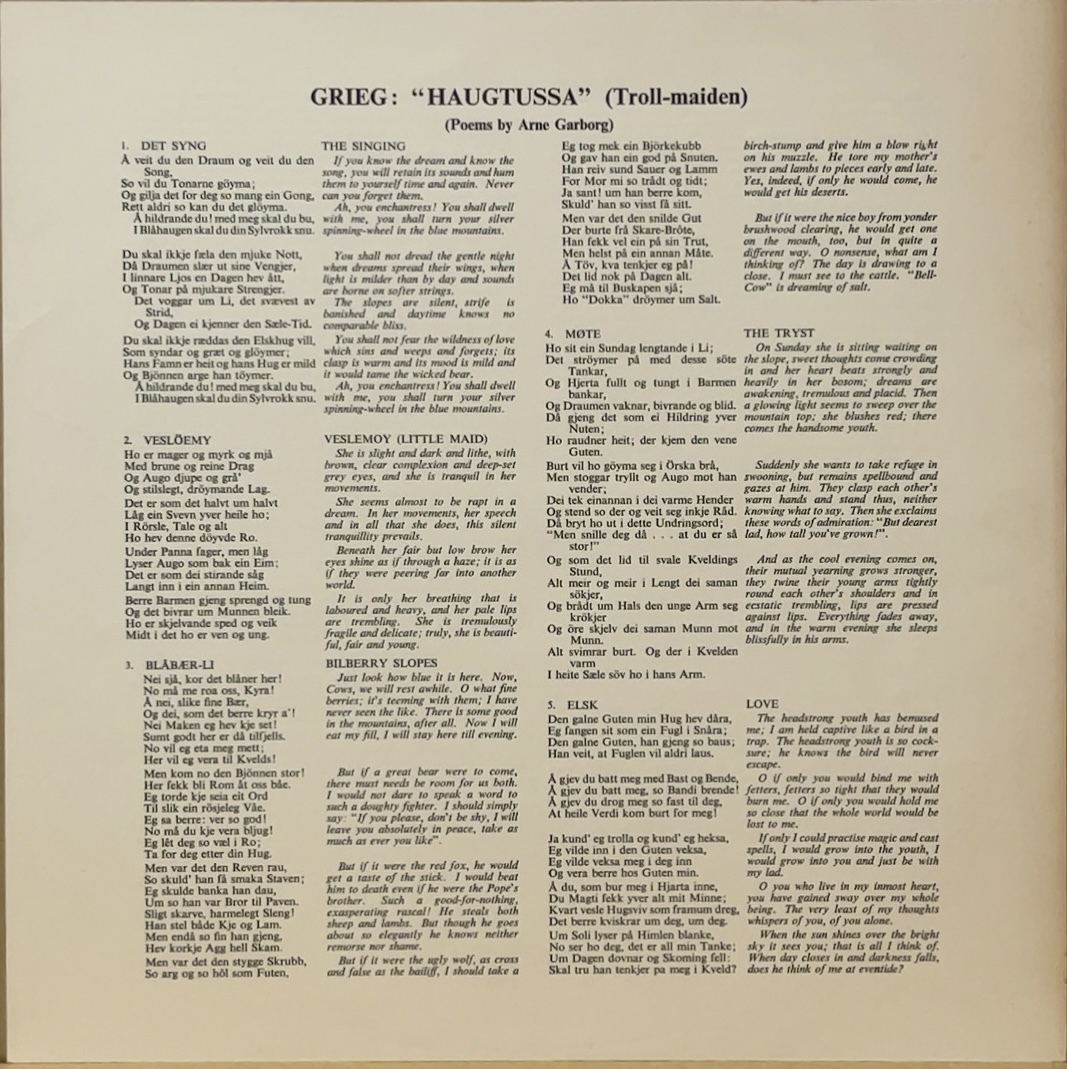 GRIEG: “HAUGTUSSA” (Troll-maiden)
(Poems by Arne Garborg)
1. DET SYNG
Å veit du den Draum og veit du den
Song,
So vil du Tonarne göyma;
Og gilja det for deg so mang ein Gong,
Rett aldri so kan du det glöyma.
Å hildrande du! med meg skal du bu,
I Blåhaugen skal du din Sylvrokk snu.
Du skal ikkje fæla den mjuke Nott,
Då Draumen slær ut sine Vengjer,
I linnare Ljos en Dagen hev ått,
Og Tonar på mjukare Strengjer.
Det voggar um Li, det svævest av
Strid,
Og Dagen ei kjenner den Sæle-Tid.
Du skal ikkje ræddas den Elskhug vill,
Som syndar og græt og glöymer;
Hans Famn er heit og hans Hug er mild
Og Bjönnen arge han töymer.
Å hildrande du! med meg skal du bu,
I Blåhaugen skal du din Sylvrokk snu.
THE SINGING
If you know the dream and know the
song, you will retain its sounds and hum
them to yourself time and again. Never
can you forget them.
Ah, you enchantress! You shall dwell
with me, you shall turn your silver
spinning-wheel in the blue mountains.
You shall not dread the gentle night
when dreams spread their wings, when
light is milder than by day and sounds
are borne on softer strings.
The slopes are silent, strife is
banished and daytime knows no
comparable bliss.
You shall not fear the wildness of love
which sins and weeps and forgets; its
clasp is warm and its mood is mild and
it would tame the wicked bear.
Ah, you enchantress! You shall dwell
with me, you shall turn your silver
spinning-wheel in the blue mountains.
2. VESLÖEMY
Ho er mager og myrk og mjå
Med brune og reine Drag
Og Augo djupe og grå'
Og stilslegt, dröymande Lag.
Det er som det halvt um halvt
Låg ein Svevn yver heile ho;
I Rörsle, Tale og alt
Ho hev denne döyvde Ro.
Under Panna fager, men låg
Lyser Augo som bak ein Eim;
Det er som dei stirande såg
Langt inn i ein annan Heim.
Berre Barmen gjeng sprengd og tung
Og det bivrar um Munnen bleik.
Ho er skjelvande sped og veik
Midt i det ho er ven og ung.
VESLEMOY (LITTLE MAID)
She is slight and dark and lithe, with
brown, clear complexion and deep-set
grey eyes, and she is tranquil in her
movements.
She seems almost to be rapt in a
dream. In her movements, her speech
and in all that she does, this silent
tranquillity prevails.
Beneath her fair but low brow her
eyes shine as if through a haze; it is as
if they were peering far into another
world.
It is only her breathing that is
laboured and heavy, and her pale lips
are trembling. She is tremulously
fragile and delicate; truly, she is beauti-
ful, fair and young.
3. BLÅBÆR-LI
Nei sjå, kor det blåner her!
No må me roa oss, Kyra!
Å nei, slike fine Bær,
Og dei, som det berre kryr a'!
Nei Maken eg hev kje set!
Sumt godt her er då tilfjells.
No vil eg eta meg mett;
Her vil eg vera til Kvelds!
Men kom no den Bjönnen stor!
Her fekk bli Rom åt oss båe.
Eg torde kje seia eit Ord
Til slik ein rösjeleg Våe.
Eg sa berre: ver so god!
No må du kje vera bljug!
Eg lêt deg so væl i Ro;
Ta for deg etter din Hug.
Men var det den Reven rau,
So skuld' han få smaka Staven;
Eg skulde banka han dau,
Um so han var Bror til Paven.
Sligt skarve, harmelegt Sleng!
Han stel både Kje og Lam.
Men endå so fin han gjeng,
Hev korkje Agg hell Skam.
Men var det den stygge Skrubb,
So arg og so höl som Futen,
BILBERRY SLOPES
Just look how blue it is here. Now,
Cows, we will rest awhile. O what fine
berries; it's teeming with them; I have
never seen the like. There is some good
in the mountains, after all. Now I will
eat my fill, I will stay here till evening.
But if a great bear were to come,
there must needs be room for us both.
I would not dare to speak a word to
such a doughty fighter. I should simply
say: “If you please, don't be shy, I will
leave you absolutely in peace, take as
much as ever you like”.
But if it were the red fox, he would
get a taste of the stick. I would beat
him to death even if he were the Pope's
brother. Such a good-for-nothing,
exasperating rascal! He steals both
sheep and lambs. But though he goes
about so elegantly he knows neither
remorse nor shame.
But if it were the ugly wolf, as cross
and false as the bailiff, I should take a
Eg tog mek ein Björkekubb
Og gav han ein god på Snuten.
Han reiv sund Sauer og Lamm
For Mor mi so trådt og tidt;
Ja sant! um han berre kom,
Skuld' han so visst få sitt.
Men var det den snilde Gut
Der burte frå Skare-Brôte,
Han fekk vel ein på sin Trut,
Men helst på ein annan Måte.
Å Töv, kva tenkjer eg på!
Det lid nok på Dagen alt.
Eg må til Buskapen sjå;
Ho “Dokka” dröymer um Salt.
birch-stump and give him a blow right
on his muzzle. He tore my mother's
ewes and lambs to pieces early and late.
Yes, indeed, if only he would come, he
would get his deserts.
But if it were the nice boy from yonder
brushwood clearing, he would get one
on the mouth, too, but in quite a
different way. O nonsense, what am I
thinking of? The day is drawing to a
close. I must see to the cattle. “Bell-
Cow” is dreaming of salt.
4. MØTE
Ho sit ein Sundag lengtande i Li;
Det ströymer på med desse söte
Tankar,
Og Hjerta fullt og tungt i Barmen
bankar,
Og Draumen vaknar, bivrande og blid.
Då gjeng det som ei Hildring yver
Nuten;
Ho raudner heit; der kjem den vene
Guten.
Burt vil ho göyma seg i Örska brå,
Men stoggar tryllt og Augo mot han
vender;
Dei tek einannan i dei varme Hender
Og stend so der og veit seg inkje Råd.
Då bryt ho ut i dette Undringsord;
“Men snille deg då . . . at du er så
stor!”
Og som det lid til svale Kveldings
Stund,
Alt meir og meir i Lengt dei saman
sökjer,
Og brådt um Hals den unge Arm seg
krökjer
Og öre skjelv dei saman Munn mot
Munn.
Alt svimrar burt. Og der i Kvelden
varm
I heite Sæle söv ho i hans Arm.
THE TRYST
On Sunday she is sitting waiting on
the slope, sweet thoughts come crowding
in and her heart beats strongly and
heavily in her bosom; dreams are
awakening, tremulous and placid. Then
a glowing light seems to sweep over the
mountain top; she blushes red; there
comes the handsome youth.
Suddenly she wants to take refuge in
swooning, but remains spellbound and
gazes at him. They clasp each other's
warm hands and stand thus, neither
knowing what to say. Then she exclaims
these words of admiration: “But dearest
lad, how tall you've grown!”.
And as the cool evening comes on,
their mutual yearning grows stronger,
they twine their young arms tightly
round each other's shoulders and in
ecstatic trembling, lips are pressed
against lips. Everything fades away,
and in the warm evening she sleeps
blissfully in his arms.
5. ELSK
Den galne Guten min Hug hev dåra,
Eg fangen sit som ein Fugl i Snåra;
Den galne Guten, han gjeng so baus;
Han veit, at Fuglen vil aldri laus.
Å gjev du batt meg med Bast og Bende,
Å gjev du batt meg, so Bandi brende!
Å gjev du drog meg so fast til deg,
At heile Verdi kom burt for meg!
Ja kund' eg trolla og kund' eg heksa,
Eg vilde inn i den Guten veksa,
Eg vilde veksa meg i deg inn
Og vera berre hos Guten min.
Å du, som bur meg i Hjarta inne,
Du Magti fekk yver alt mit Minne;
Kvart vesle Hugsviv som framum dreg,
Det berre kviskrar um deg, um deg.
Um Soli lyser på Himlen blanke,
No ser ho deg, det er all min Tanke;
Um Dagen dovnar og Skoming fell:
Skal tru han tenkjer pa meg i Kveld?
LOVE
The headstrong youth has bemused
me; I am held captive like a bird in a
trap. The headstrong youth is so cock-
sure; he knows the bird will never
escape.
O if only you would bind me with
fetters, fetters so tight that they would
burn me. O if only you would hold me
so close that the whole world would be
lost to me.
If only I could practise magic and cast
spells, I would grow into the youth, I
would grow into you and just be with
my lad.
O you who live in my inmost heart,
you have gained sway over my whole
being. The very least of my thoughts
whispers of you, of you alone.
When the sun shines over the bright
sky it sees you; that is all I think of.
When day closes in and darkness falls,
does he think of me at eventide?